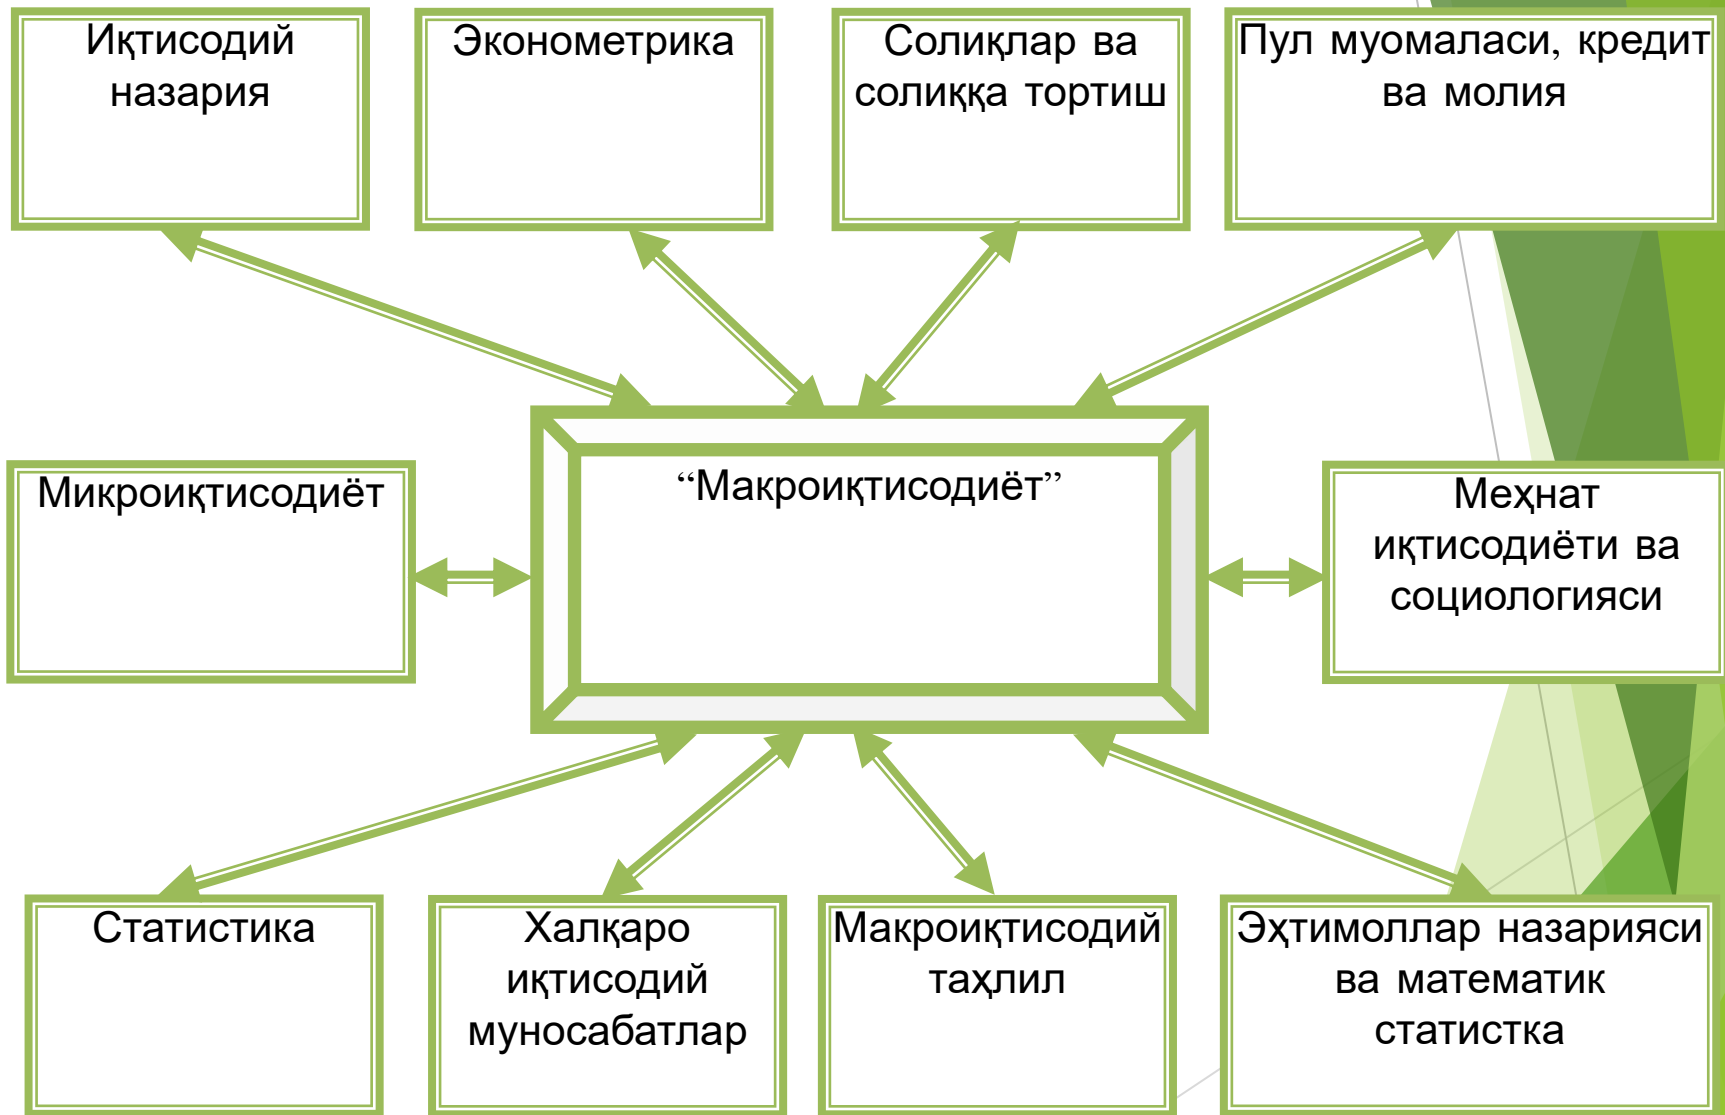 Иқтисодий
назария
Эконометрика
Солиқлар ва
солиққа тортиш
Пул муомаласи, кредит
ва молия
Микроиқтисодиёт
“Макроиқтисодиёт”
Меҳнат
иқтисодиёти ва
социологияси
Статистика
Халқаро
иқтисодий
муносабатлар
Макроиқтисодий
таҳлил
Эҳтимоллар назарияси
ва математик
статистка